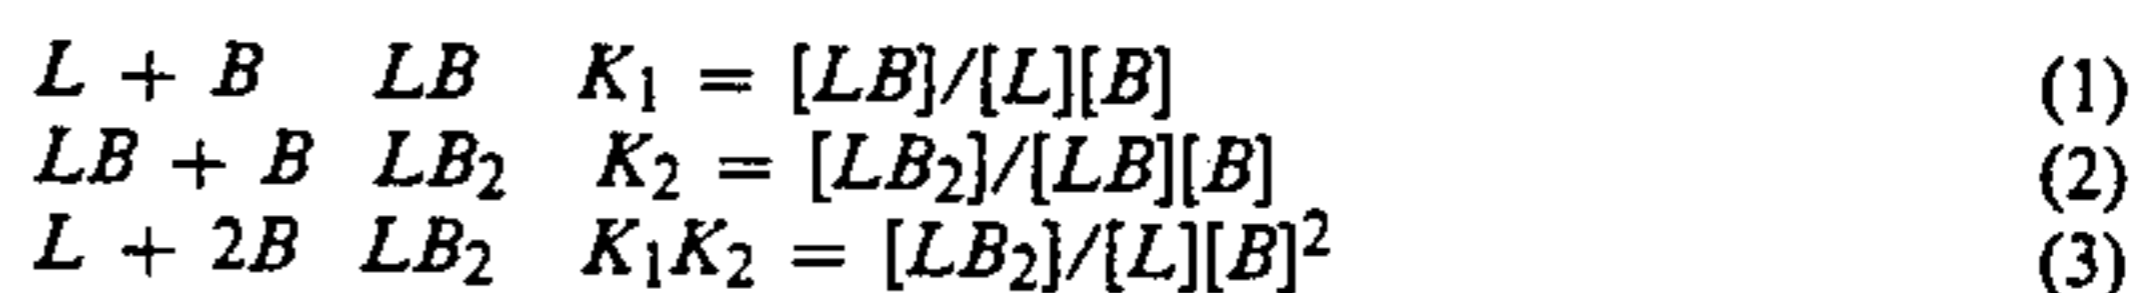 L + B LB K₁ = [LB]/[L][B] (1)
LB + B LB₂ K₂ = [LB₂]/[LB][B] (2)
L + 2B LB₂ K₁K₂ = [LB₂]/[L][B]² (3)